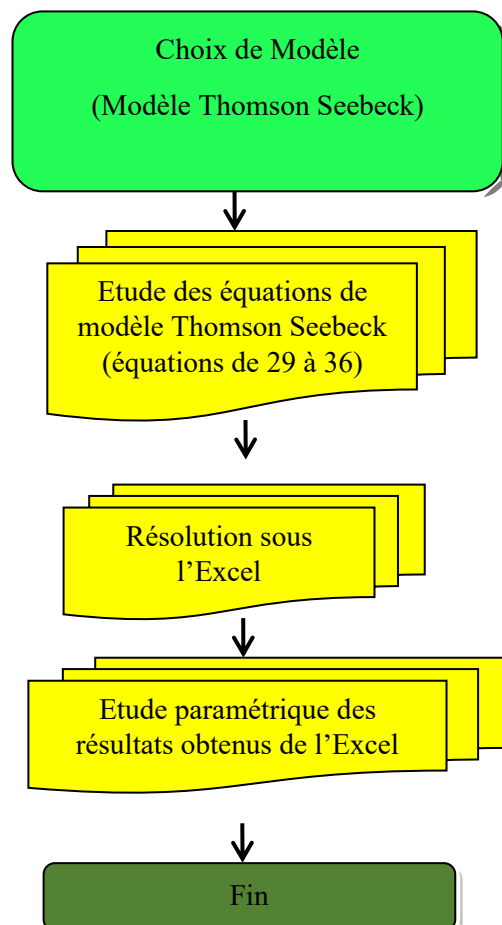 Choix de Modèle
(Modèle Thomson Seebeck)
Etude des équations de
modèle Thomson Seebeck
(équations de 29 à 36)
Résolution sous
l’Excel
Etude paramétrique des
résultats obtenus de l’Excel
Fin